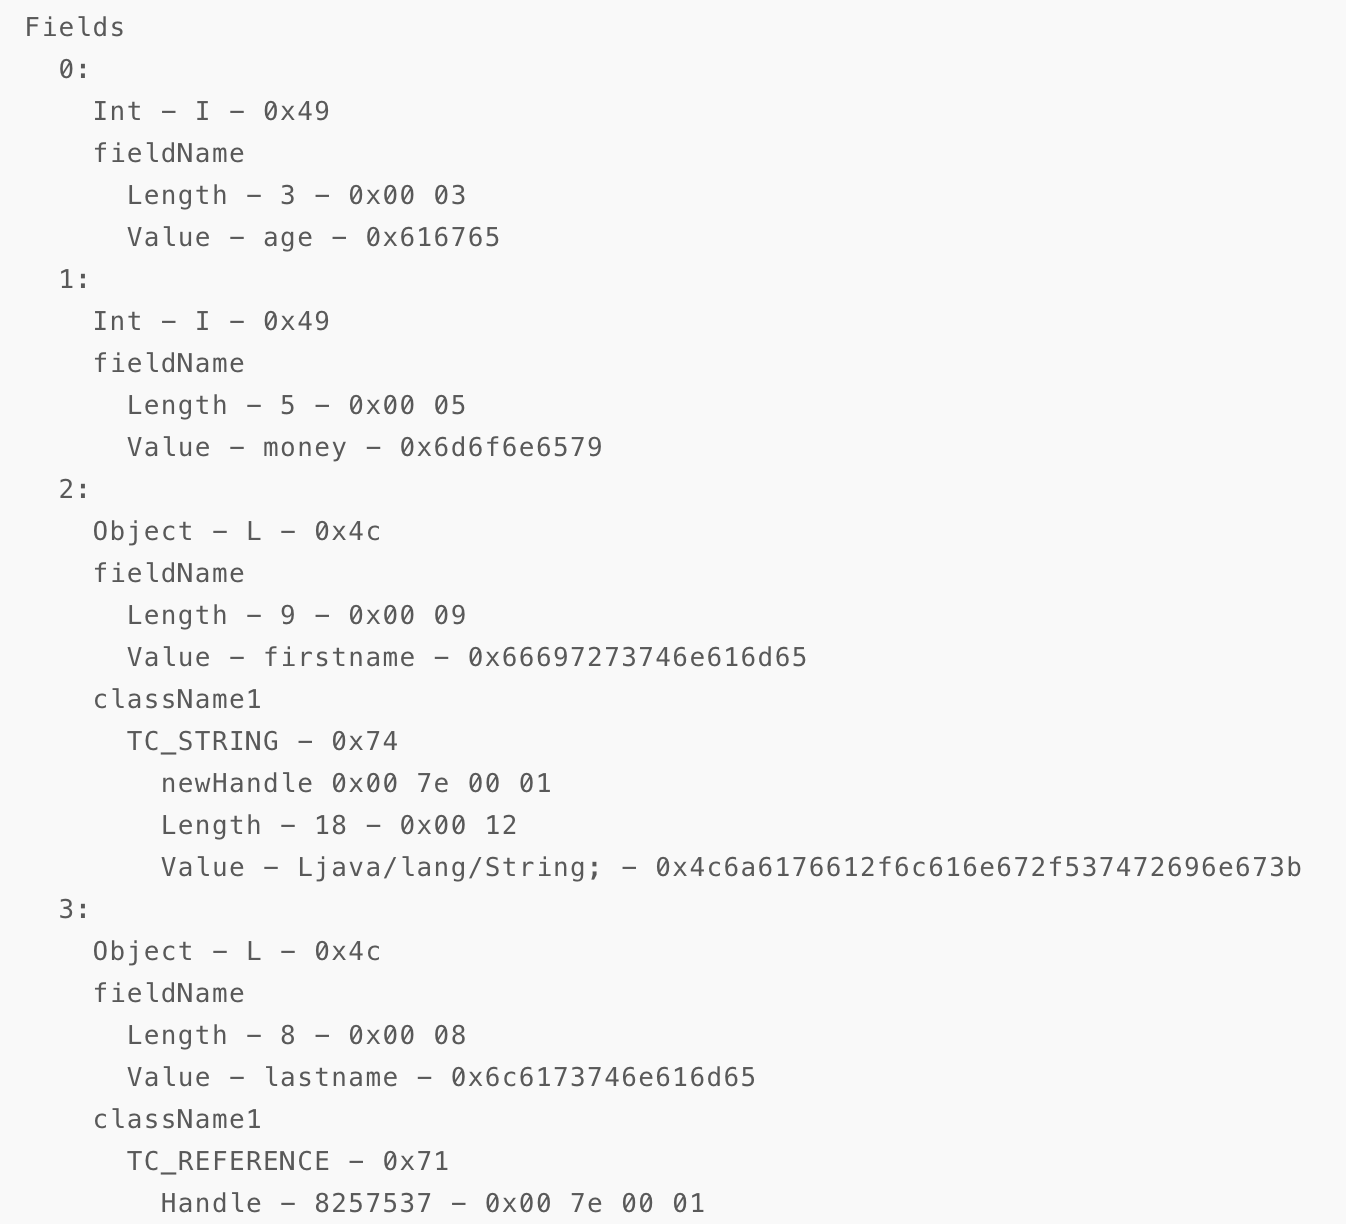 Fields
0:
Int - I - 0x49
fieldName
Length - 3 - 0x00 03
Value - age - 0x616765
1:
Int - I - 0x49
fieldName
Length - 5 - 0x00 05
Value - money - 0x6d6f6e6579
2:
Object - L - 0x4c
fieldName
Length - 9 - 0x00 09
Value - firstname - 0x66697273746e616d65
className1
TC_STRING - 0x74
newHandle 0x00 7e 00 01
Length - 18 - 0x00 12
Value - Ljava/lang/String; - 0x4c6a6176612f6c616e672f537472696e673b
3:
Object - L - 0x4c
fieldName
Length - 8 - 0x00 08
Value - lastname - 0x6c6173746e616d65
className1
TC_REFERENCE - 0x71
Handle - 8257537 - 0x00 7e 00 01